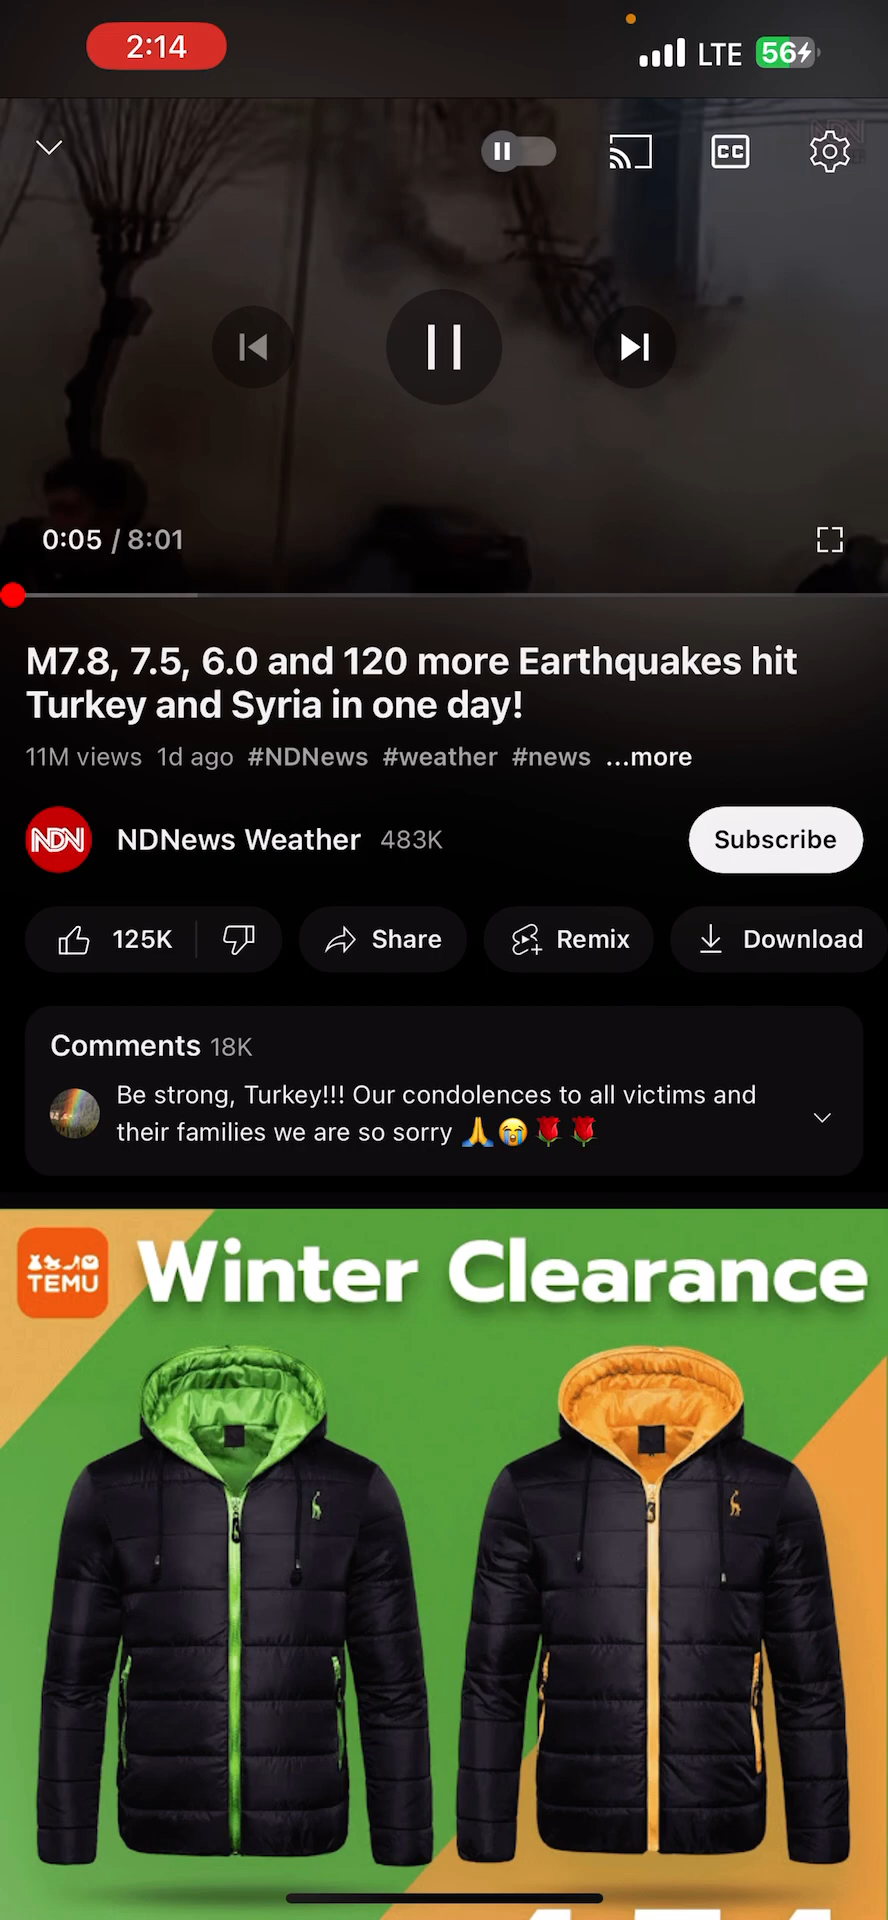 2:14
LTE 56
CC
0:05 / 8:01
M7.8, 7.5, 6.0 and 120 more Earthquakes hit
Turkey and Syria in one day!
11M views 1d ago #NDNews #weather #news ...more
NDN NDNews Weather 483K Subscribe
125K Share Remix Download
Comments 18K
Be strong, Turkey!!! Our condolences to all victims and
their families we are so sorry 🙏😭🌹🌹
TEMU Winter Clearance